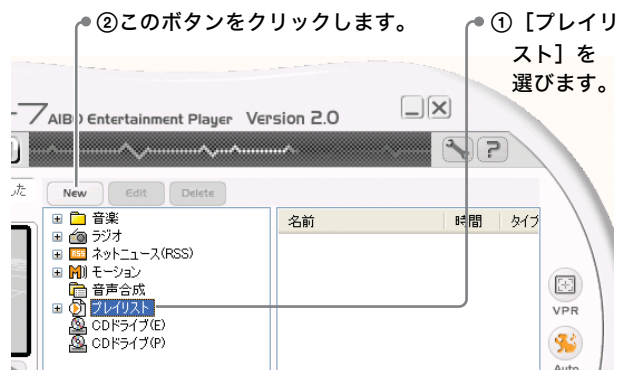 ②このボタンをクリックします。
①［プレイリ
スト］を
選びます。
AIBO Entertainment Player Version 2.0
した
New Edit Delete
音楽
ラジオ
RSS ネットニュース(RSS)
モーション
音声合成
プレイリスト
CDドライブ(E)
CDドライブ(P)
名前 時間 タイプ
VPR
Auto